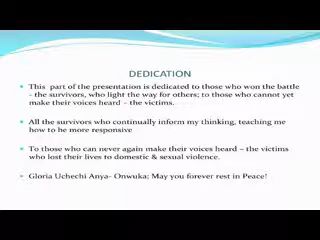 DEDICATION
This part of the presentation is dedicated to those who won the battle
- the survivors, who light the way for others; to those who cannot yet
make their voices heard – the victims.
All the survivors who continually inform my thinking, teaching me
how to he more responsive
To those who can never again make their voices heard – the victims
who lost their lives to domestic & sexual violence.
Gloria Uchechi Anya- Onwuka; May you forever rest in Peace!